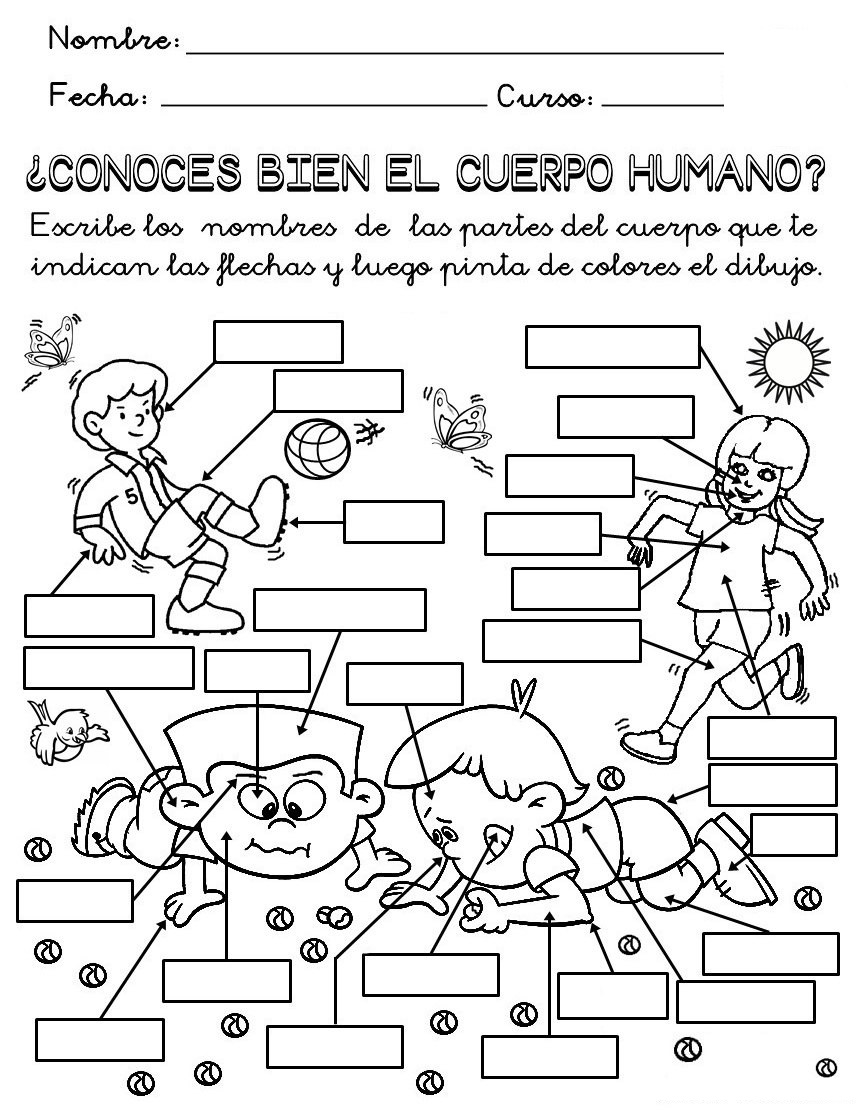 Nombre:
Fecha: Curso:
¿CONOCES BIEN EL CUERPO HUMANO?
Escribe los nombres de las partes del cuerpo que te
indican las flechas y luego pinta de colores el dibujo.
5